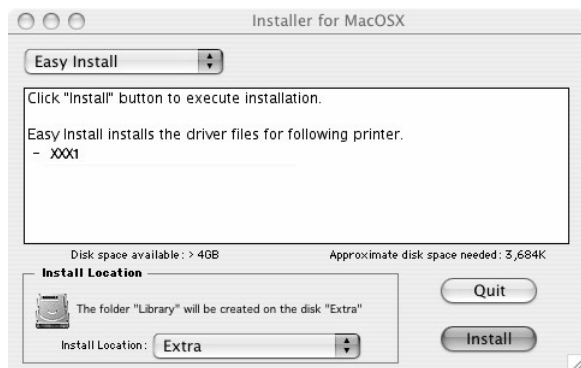 Installer for MacOSX
Easy Install
Click "Install" button to execute installation.
Easy Install installs the driver files for following printer.
- XXX1
Disk space available: > 4GB
Approximate disk space needed: 3,684K
Install Location
The folder "Library" will be created on the disk "Extra"
Quit
Install Location: Extra
Install